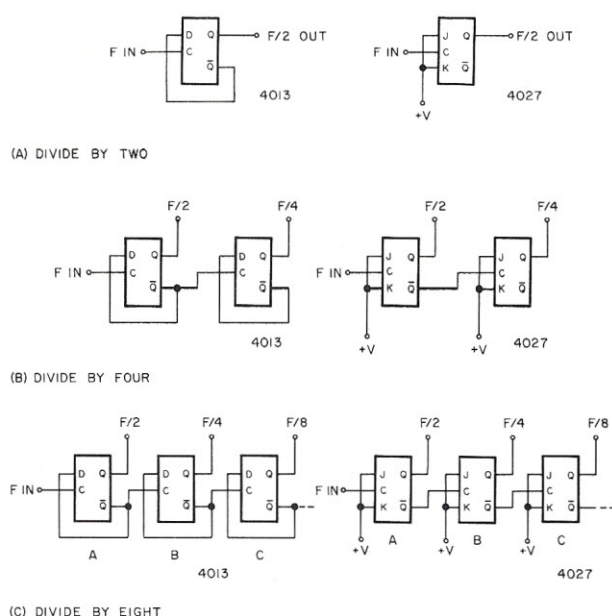 D Q
C
Q̅
F IN
F/2 OUT
4013
J Q
C
K Q̅
F IN
F/2 OUT
+V
4027
(A) DIVIDE BY TWO
F/2
F/4
D Q
C
Q̅
D Q
C
Q̅
F IN
4013
F/2
F/4
J Q
C
K Q̅
J Q
C
K Q̅
F IN
+V
+V
4027
(B) DIVIDE BY FOUR
F/2
F/4
F/8
D Q
C
Q̅
D Q
C
Q̅
D Q
C
Q̅
F IN
A B C
4013
F/2
F/4
F/8
J Q
C
K Q̅
J Q
C
K Q̅
J Q
C
K Q̅
F IN
+V
+V
+V
A B C
4027
(C) DIVIDE BY EIGHT